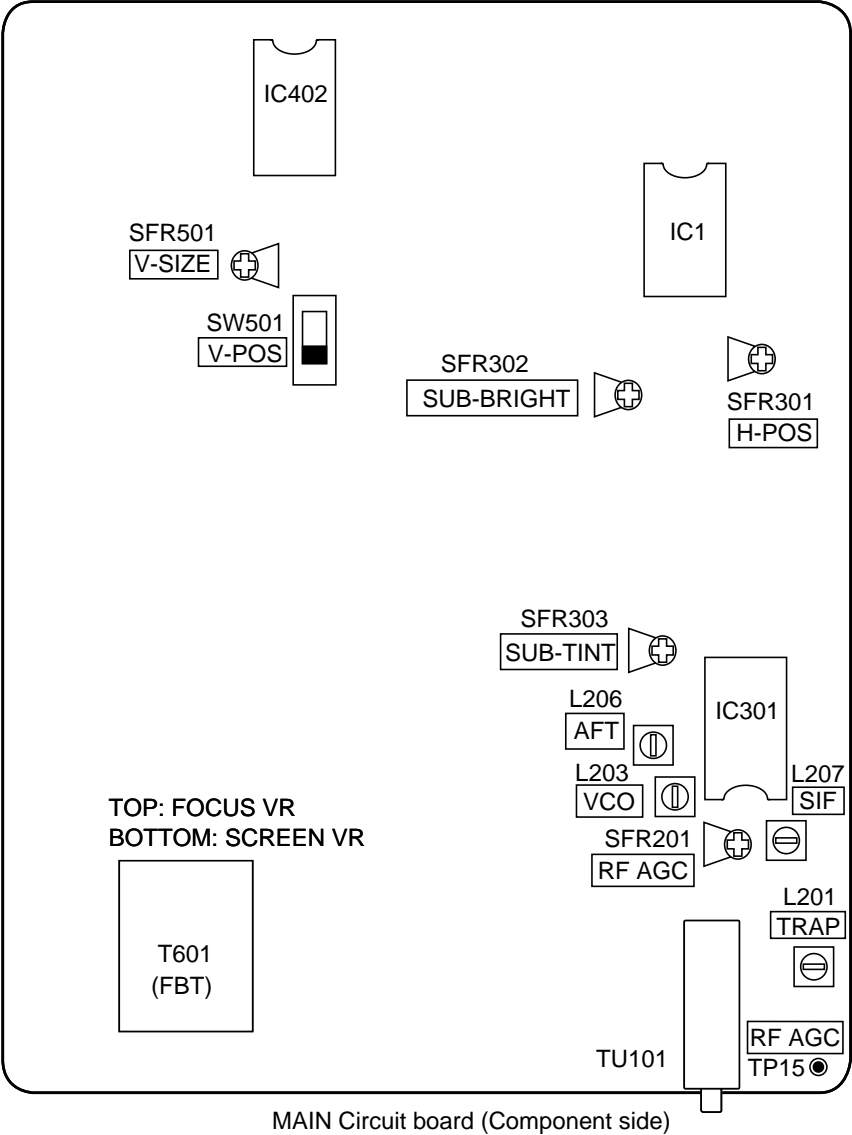 IC402
IC1
SFR501
V-SIZE
SW501
V-POS
SFR302
SUB-BRIGHT
SFR301
H-POS
SFR303
SUB-TINT
L206
AFT
IC301
L203
VCO
L207
SIF
TOP: FOCUS VR
BOTTOM: SCREEN VR
SFR201
RF AGC
L201
TRAP
T601
(FBT)
RF AGC
TU101
TP15
MAIN Circuit board (Component side)